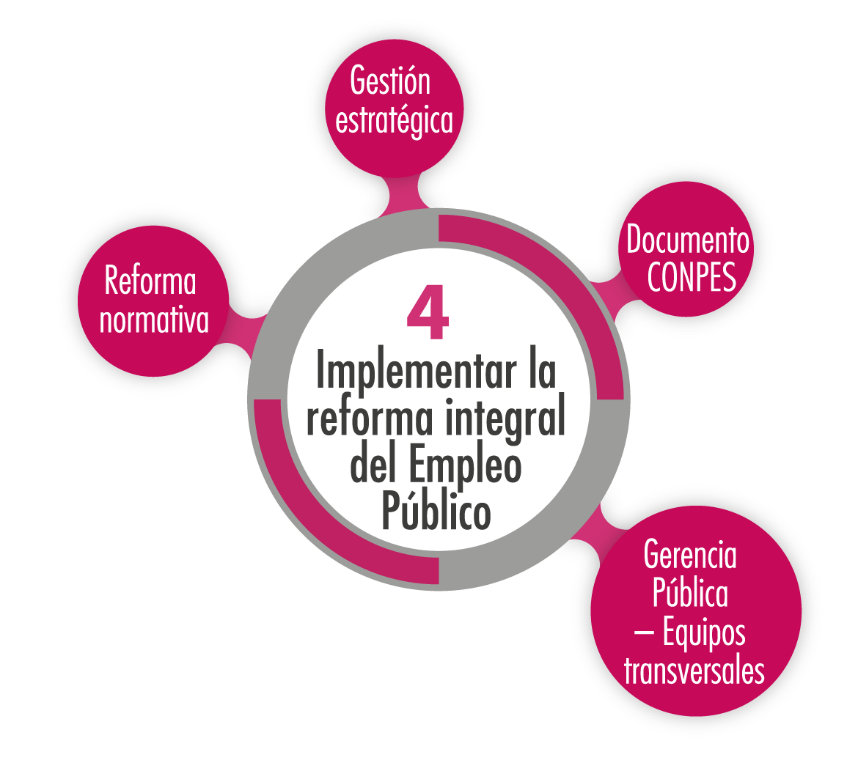 Gestión
estratégica
Documento
CONPES
Reforma
normativa
4
Implementar la
reforma integral
del Empleo
Público
Gerencia
Pública
– Equipos
transversales